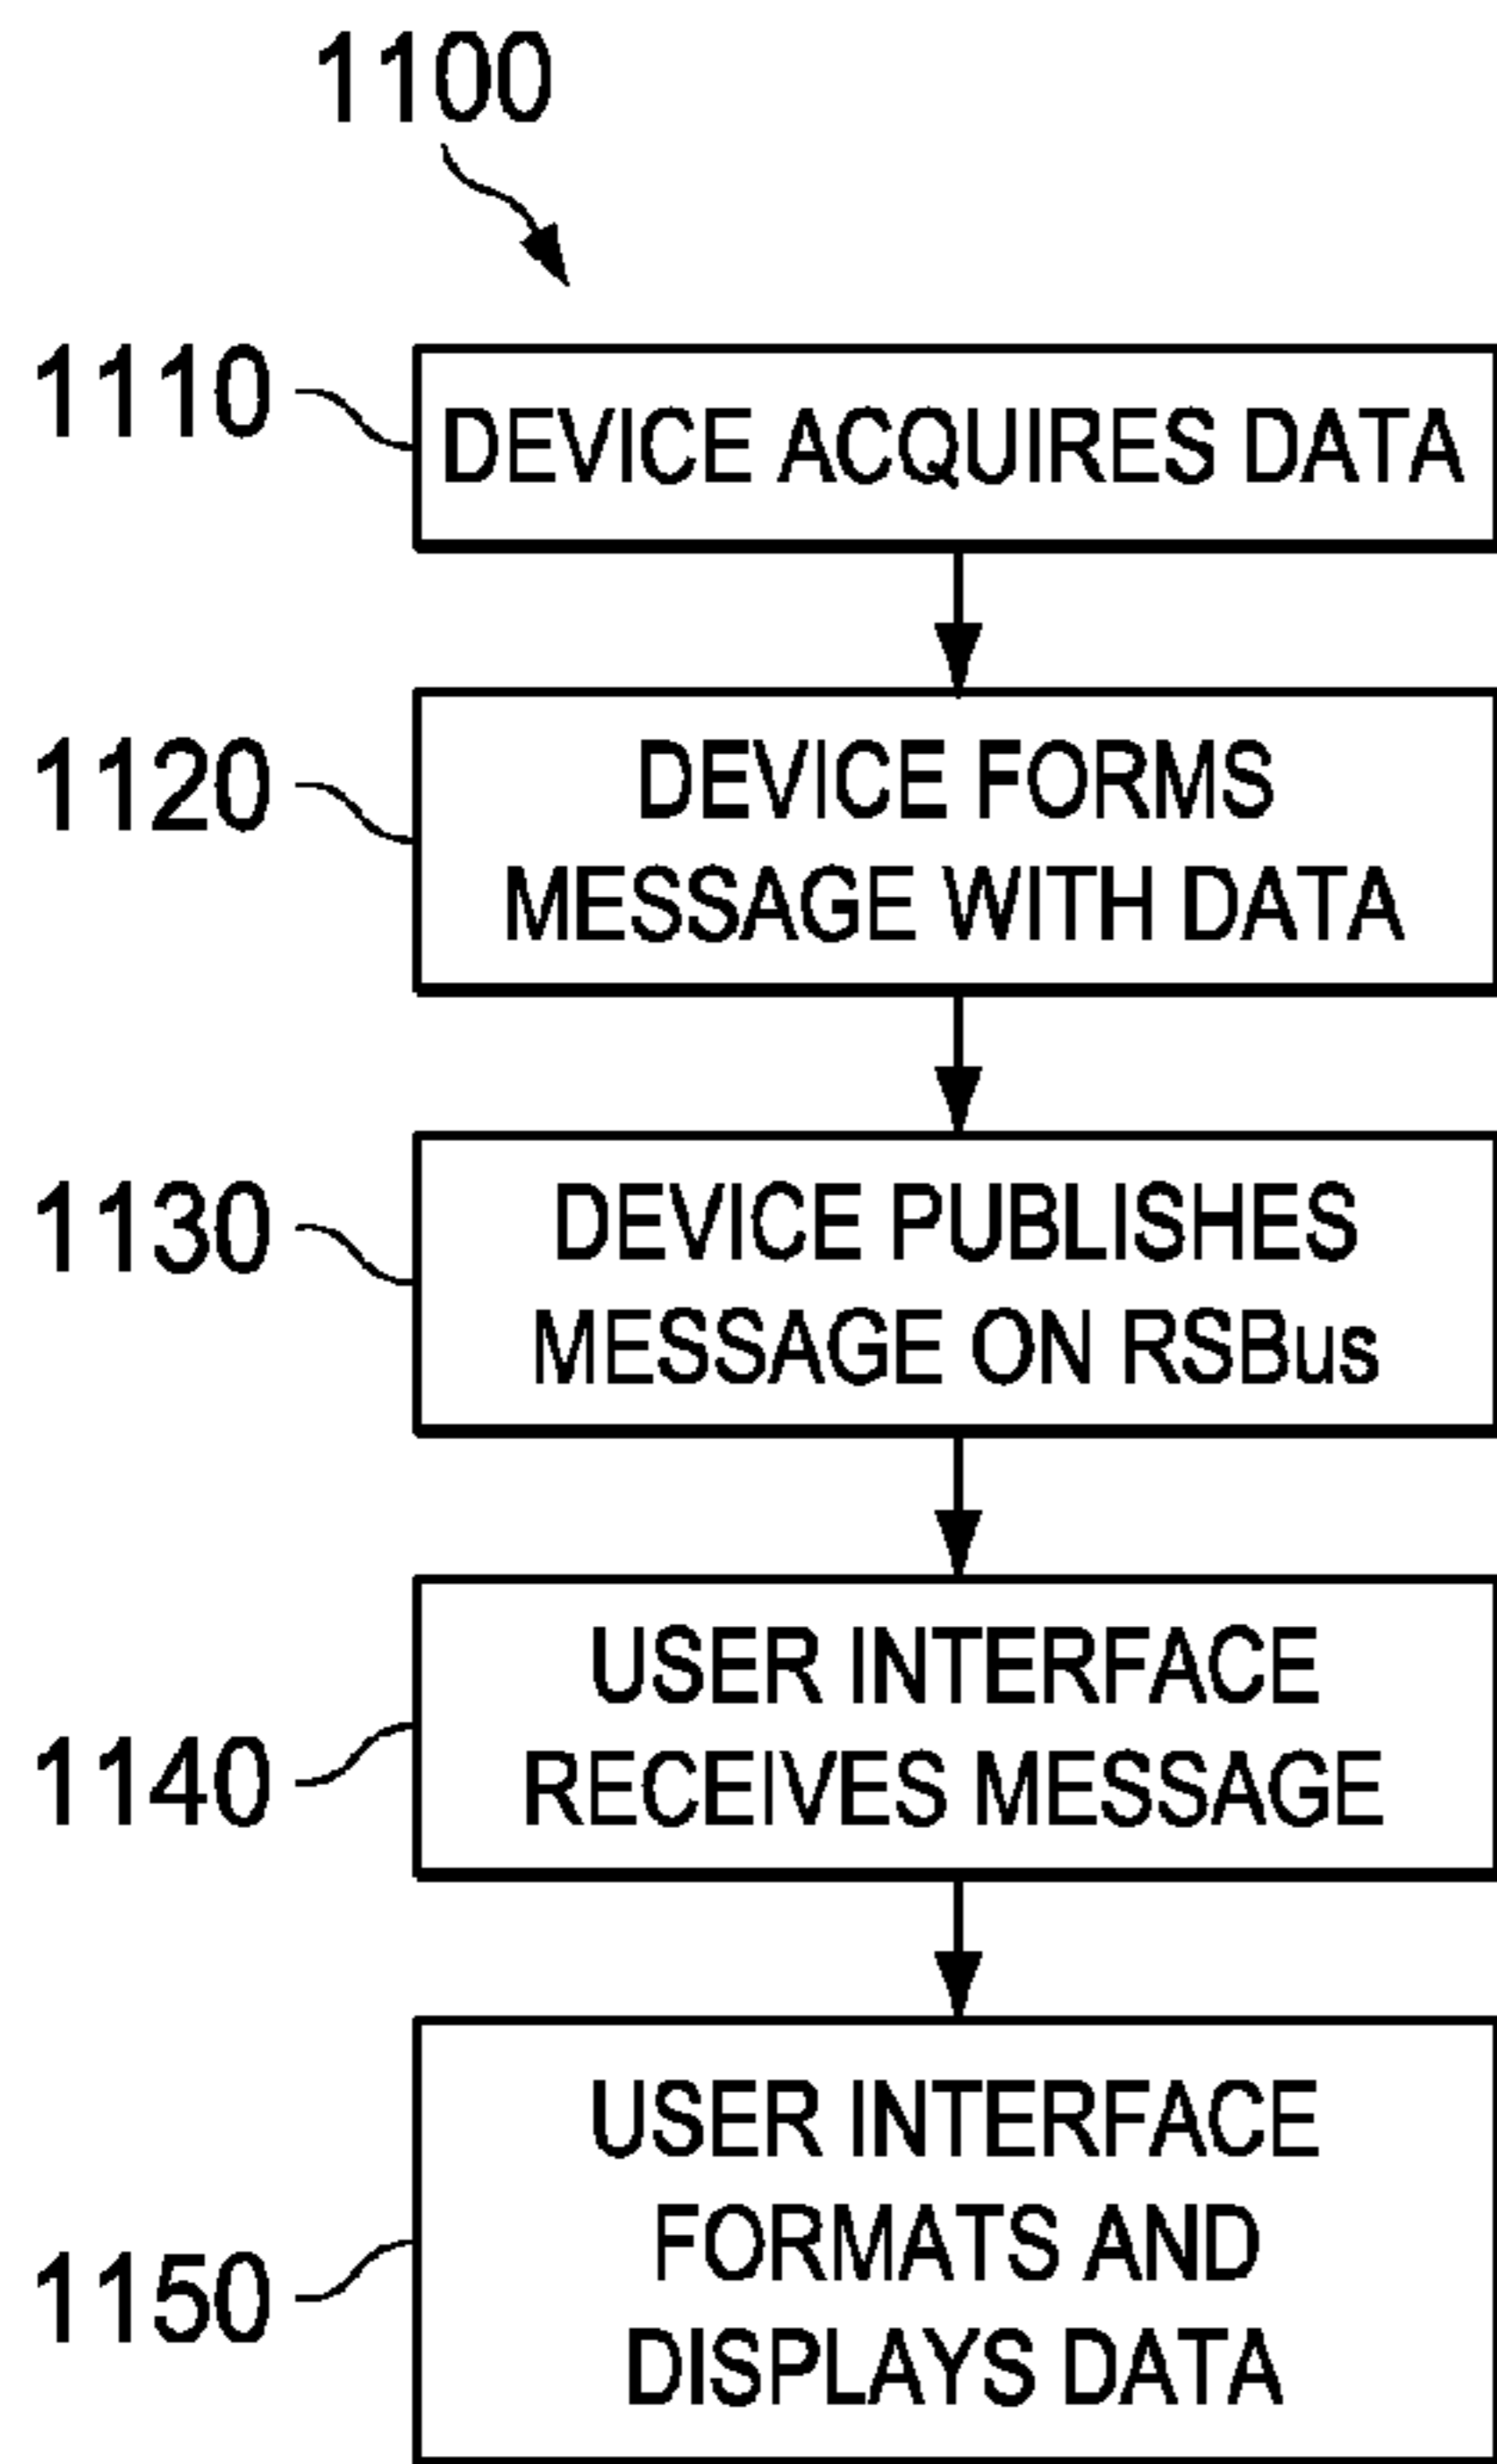 1100
1110
DEVICE ACQUIRES DATA
1120
DEVICE FORMS
MESSAGE WITH DATA
1130
DEVICE PUBLISHES
MESSAGE ON RSBus
1140
USER INTERFACE
RECEIVES MESSAGE
1150
USER INTERFACE
FORMATS AND
DISPLAYS DATA